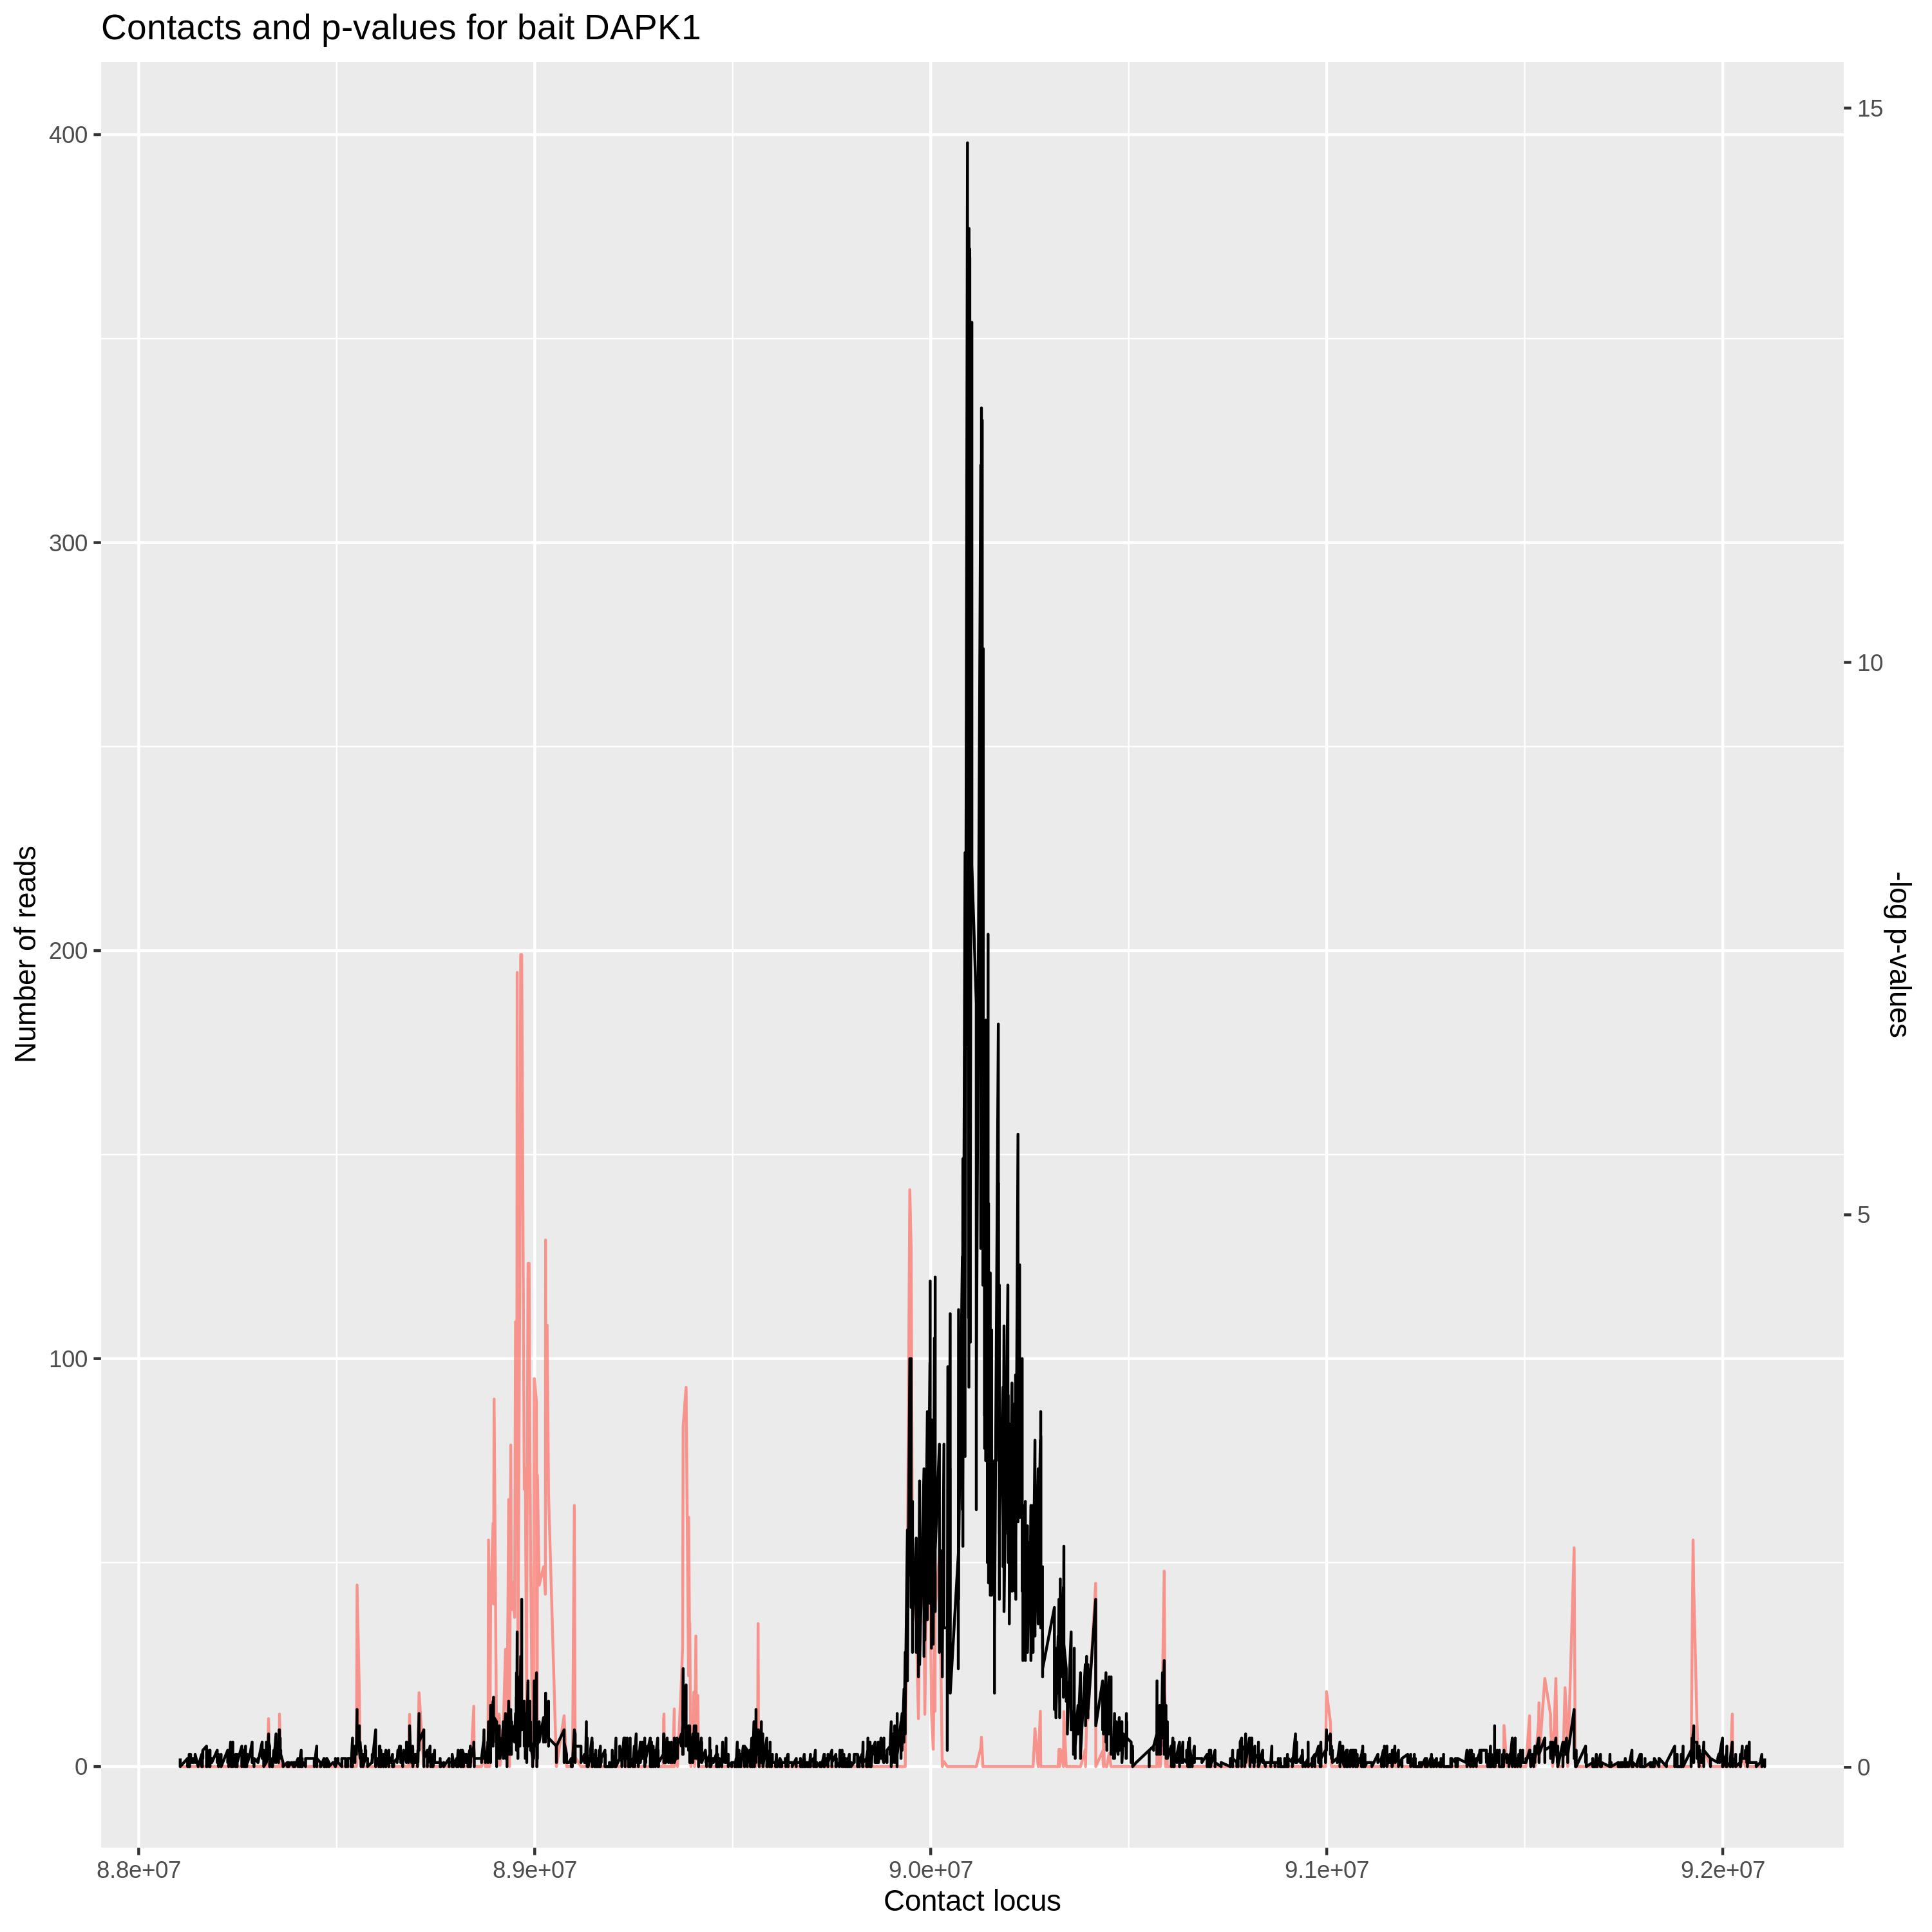 Contacts and p-values for bait DAPK1
400
300
200
100
0
15
10
5
0
Number of reads
-log p-values
8.8e+07
8.9e+07
9.0e+07
9.1e+07
9.2e+07
Contact locus